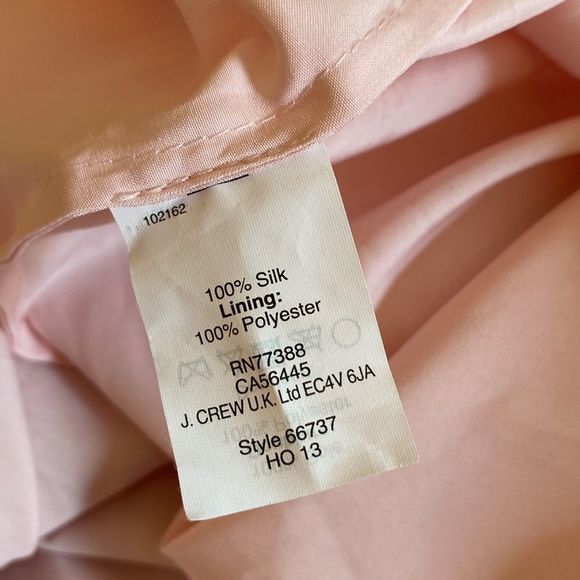 102162
100% Silk
Lining:
100% Polyester
RN77388
CA56445
J. CREW U.K. Ltd EC4V 6JA
Style 66737
HO 13